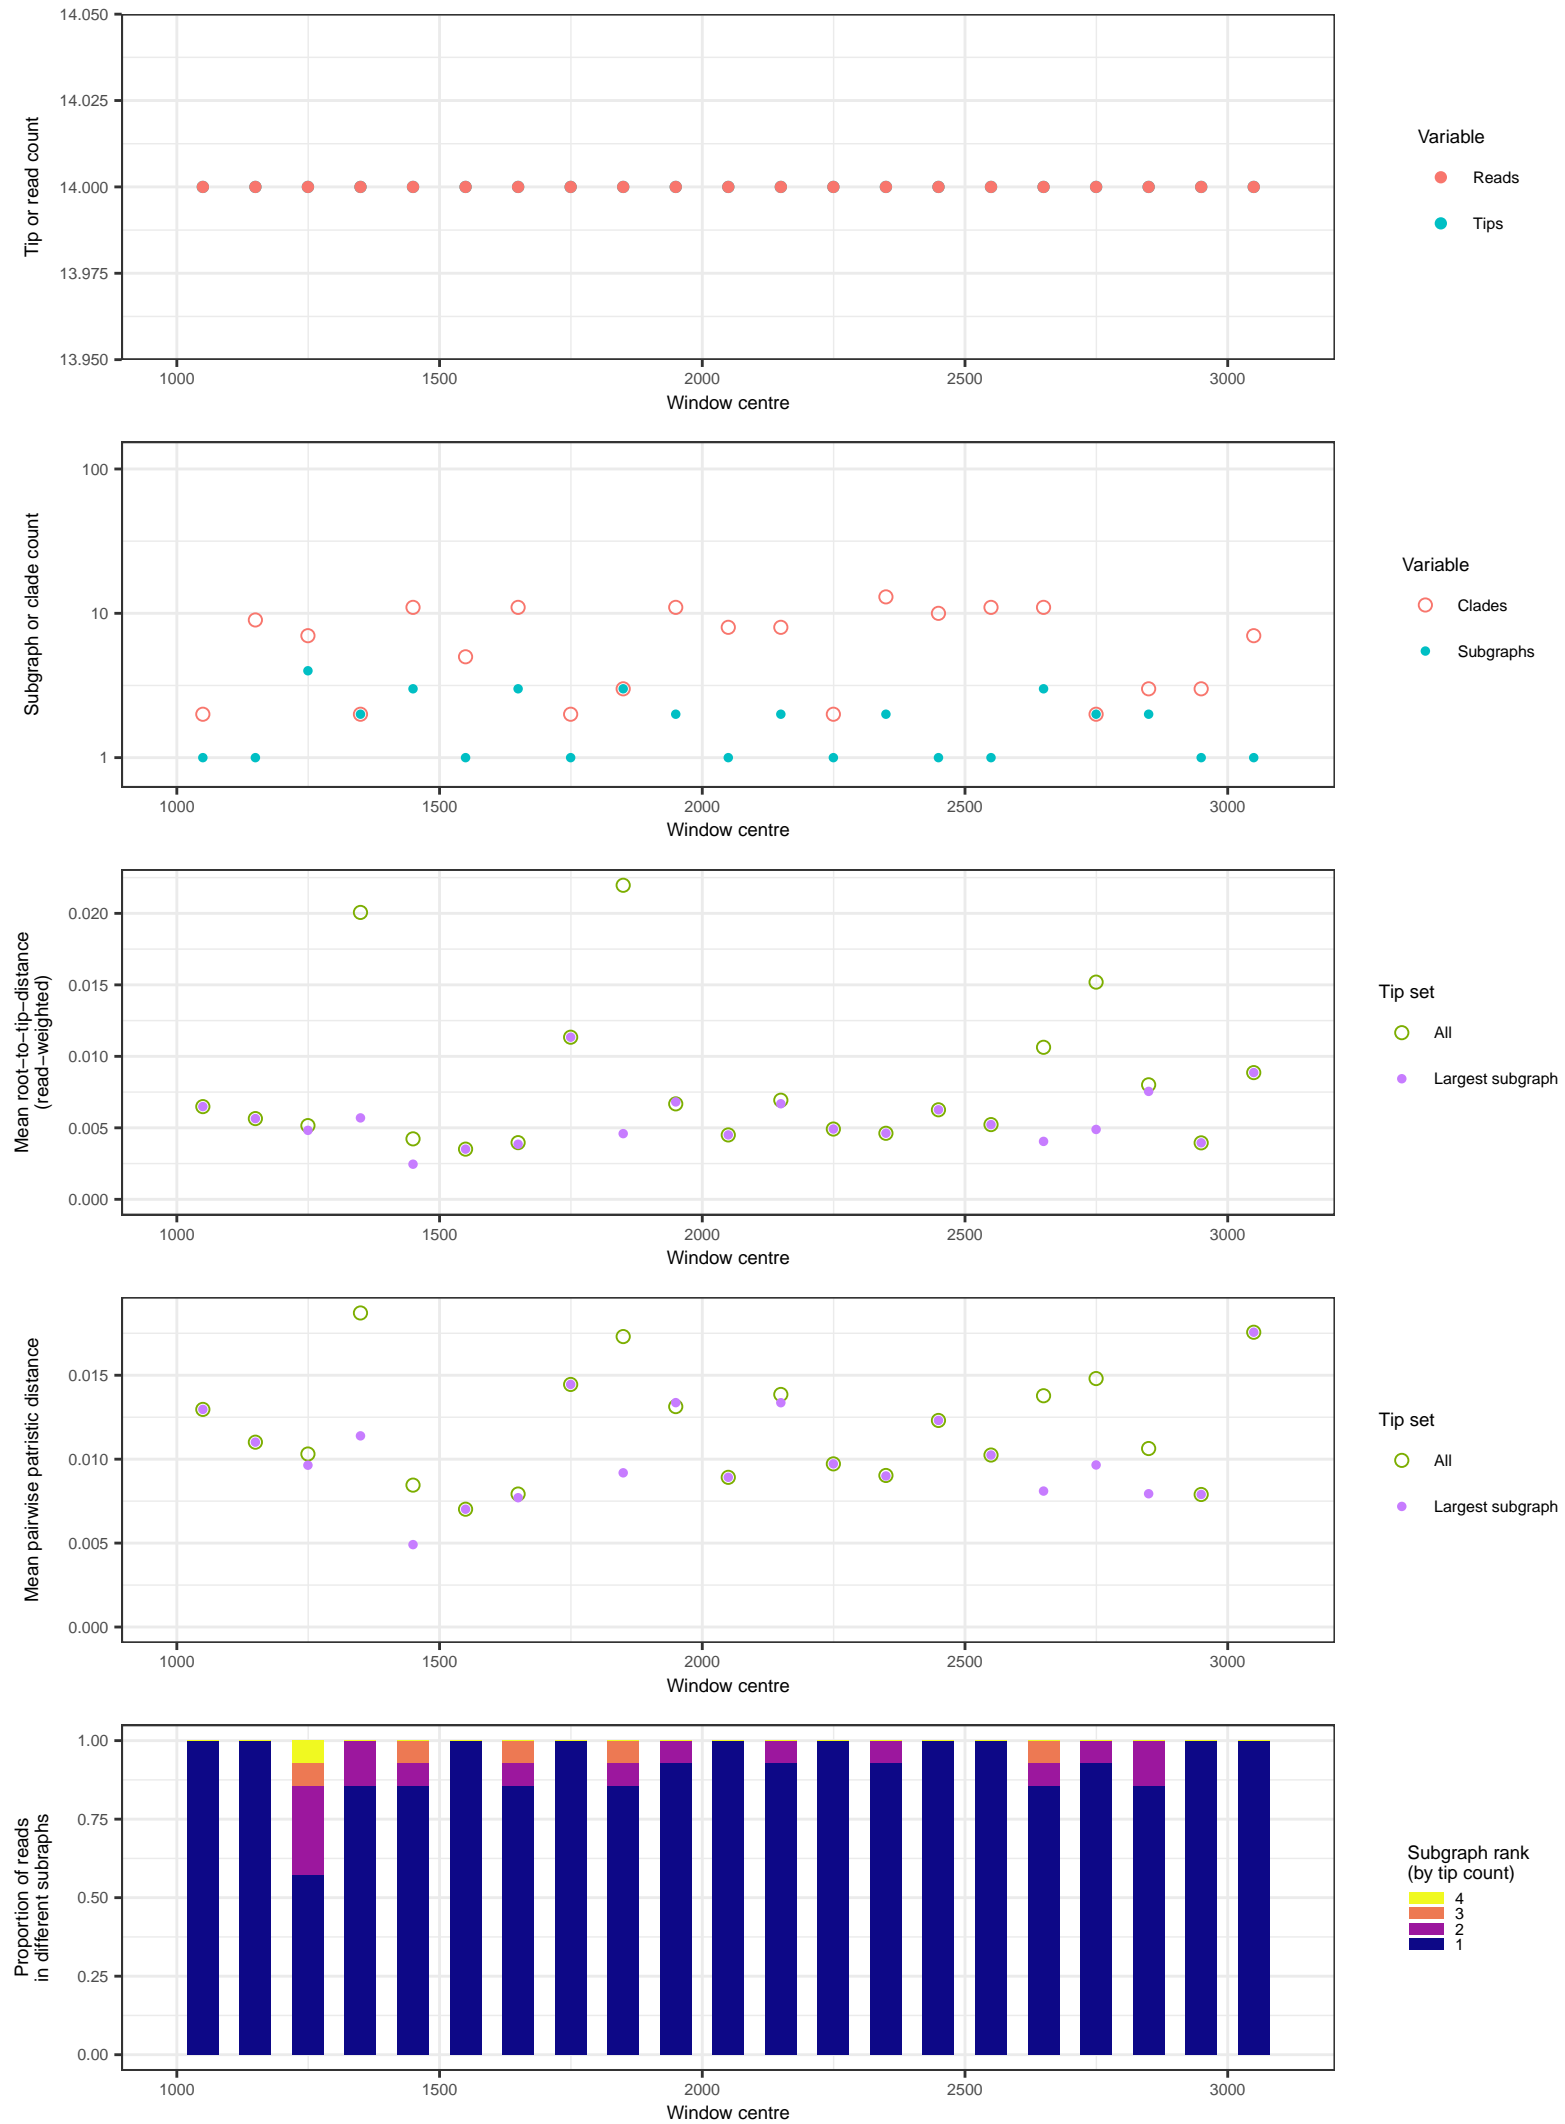 14.050
14.025
14.000
13.975
13.950
Tip or read count
1000 1500 2000 2500 3000
Window centre
Variable
Reads
Tips
100
10
1
Subgraph or clade count
1000 1500 2000 2500 3000
Window centre
Variable
Clades
Subgraphs
0.020
0.015
0.010
0.005
0.000
Mean root−to−tip−distance
(read−weighted)
1000 1500 2000 2500 3000
Window centre
Tip set
All
Largest subgraph
0.015
0.010
0.005
0.000
Mean pairwise patristic distance
1000 1500 2000 2500 3000
Window centre
Tip set
All
Largest subgraph
1.00
0.75
0.50
0.25
0.00
Proportion of reads
in different subraphs
1000 1500 2000 2500 3000
Window centre
Subgraph rank
(by tip count)
4
3
2
1